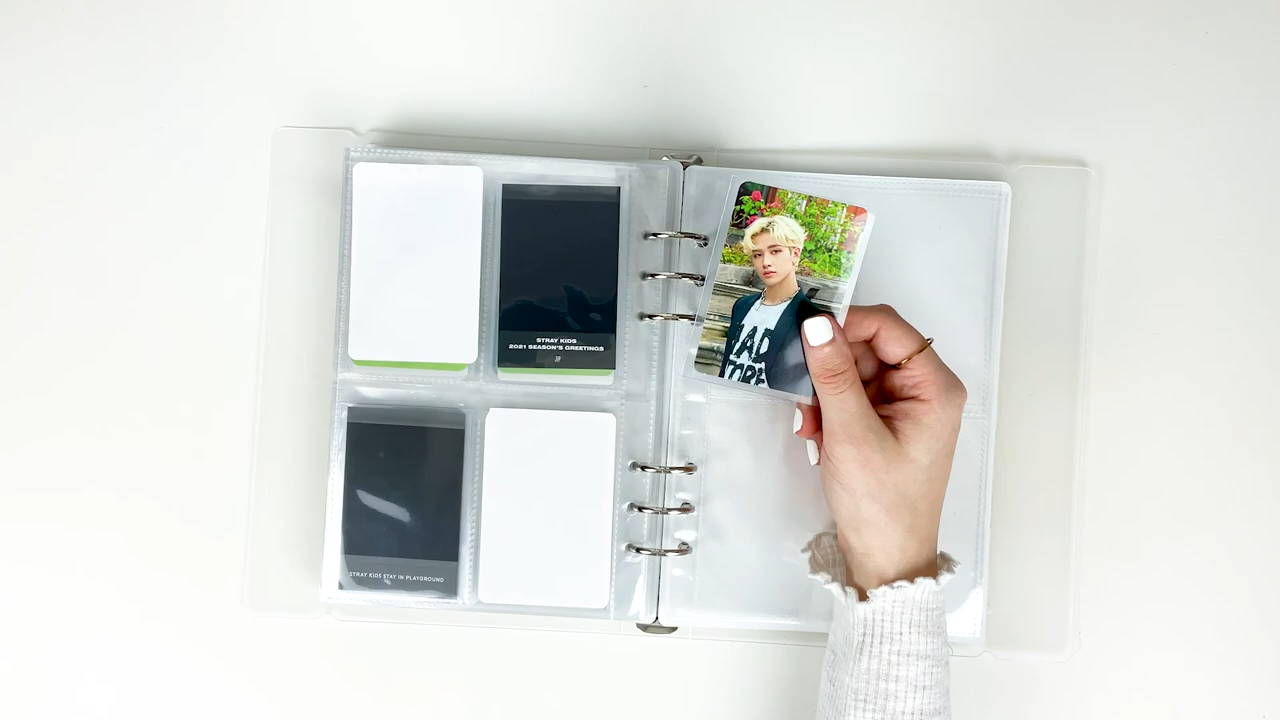 STRAY KIDS
2021 SEASON'S GREETINGS
STRAY KIDS STAY IN PLAYGROUND